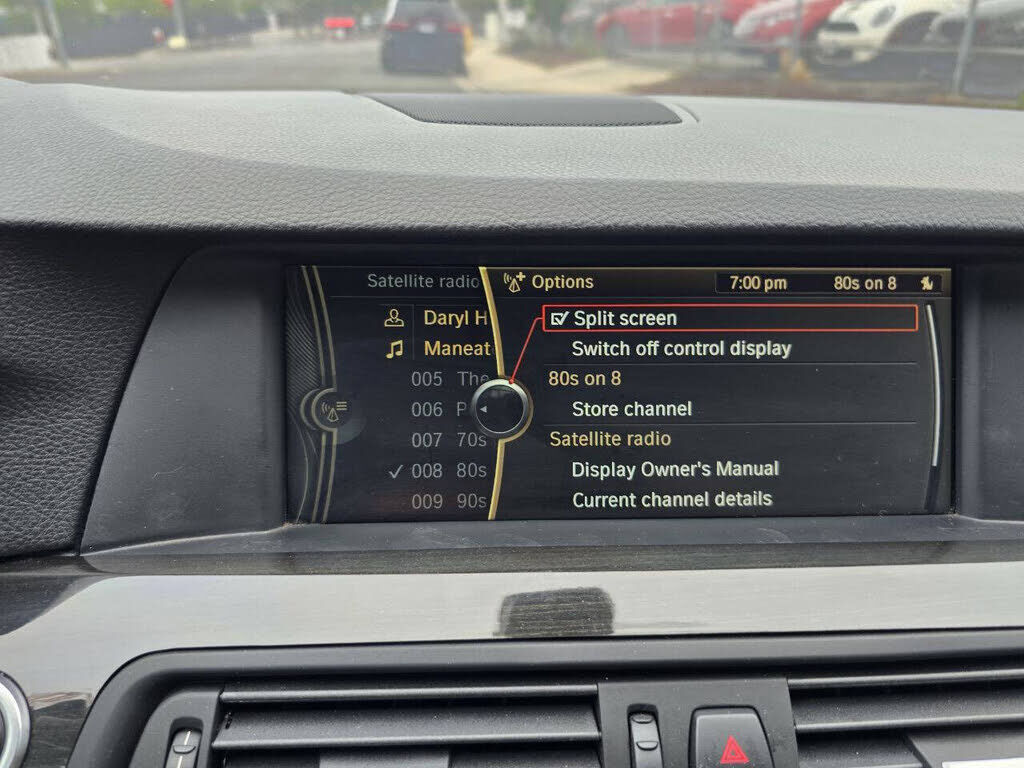 Satellite radio
Options
7:00 pm
80s on 8
Daryl H
Maneat
005 The
006 P
007 70s
008 80s
009 90s
Split screen
Switch off control display
80s on 8
Store channel
Satellite radio
Display Owner's Manual
Current channel details